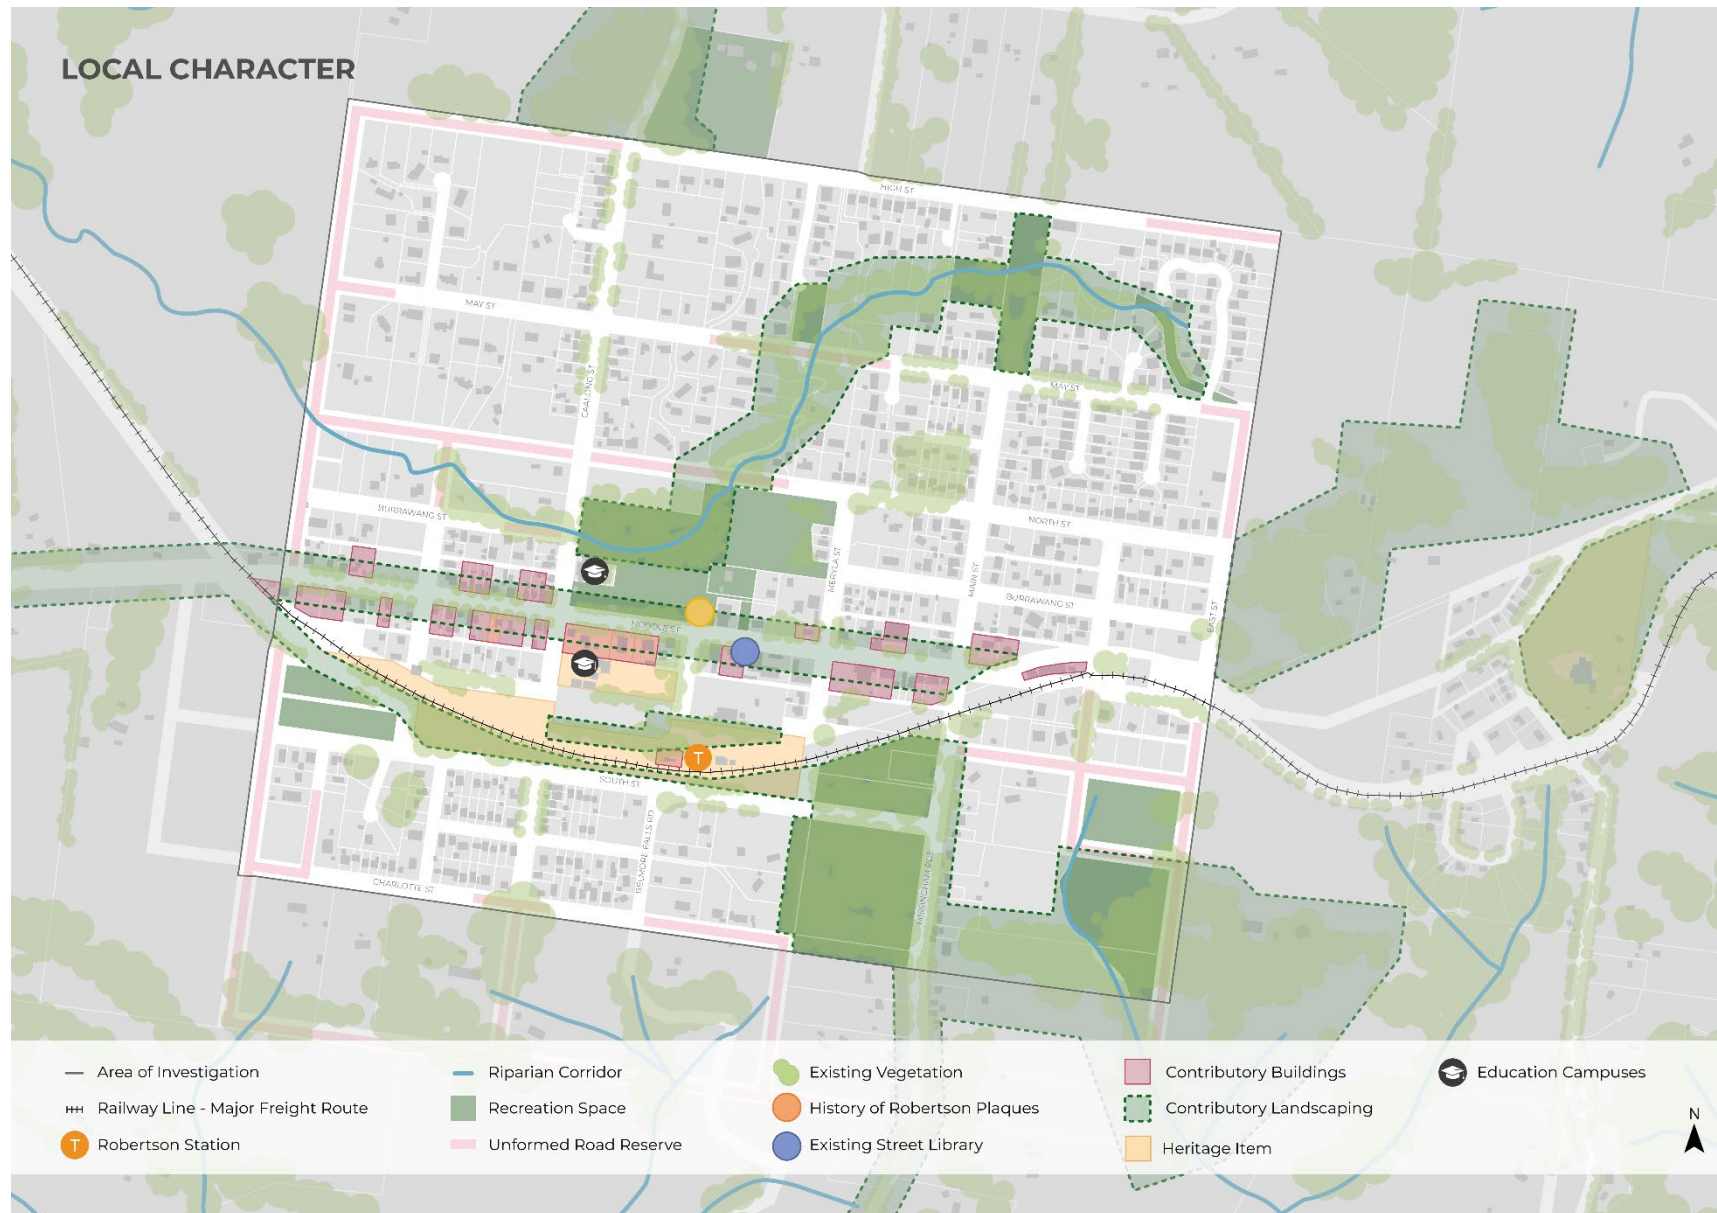 LOCAL CHARACTER
HIGH ST
MAY ST
CAALONG ST
MAY ST
BURRAWANG ST
NORTH ST
MERYLA ST
MAIN ST
BURRAWANG ST
EAST ST
HODDLE ST
T
SOUTH ST
BELMORE FALLS RD
MISSINGHAM PDE
CHARLOTTE ST
Area of Investigation
Riparian Corridor
Existing Vegetation
Contributory Buildings
Education Campuses
Railway Line - Major Freight Route
Recreation Space
History of Robertson Plaques
Contributory Landscaping
N
T Robertson Station
Unformed Road Reserve
Existing Street Library
Heritage Item